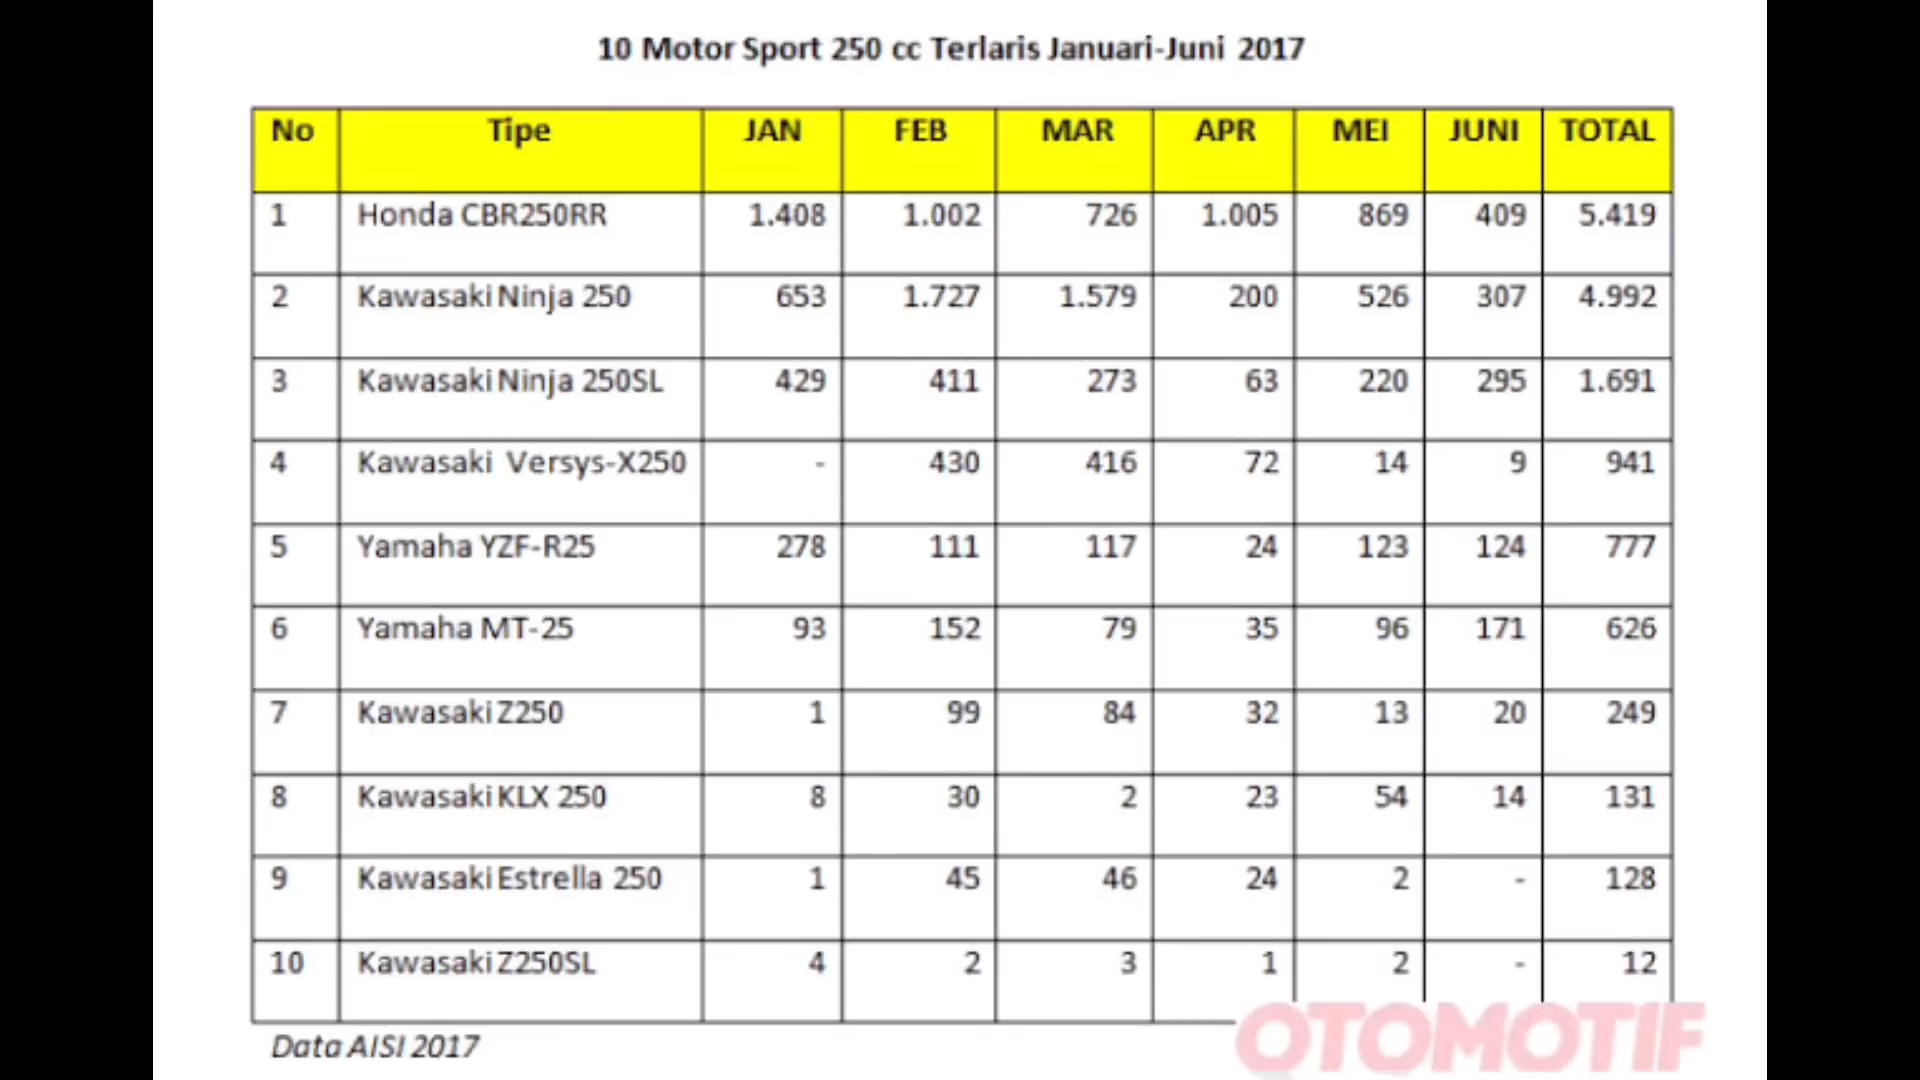 10 Motor Sport 250 cc Terlaris Januari-Juni 2017
No Tipe JAN FEB MAR APR MEI JUNI TOTAL
1 Honda CBR250RR 1.408 1.002 726 1.005 869 409 5.419
2 Kawasaki Ninja 250 653 1.727 1.579 200 526 307 4.992
3 Kawasaki Ninja 250SL 429 411 273 63 220 295 1.691
4 Kawasaki Versys-X250 - 430 416 72 14 9 941
5 Yamaha YZF-R25 278 111 117 24 123 124 777
6 Yamaha MT-25 93 152 79 35 96 171 626
7 Kawasaki Z250 1 99 84 32 13 20 249
8 Kawasaki KLX 250 8 30 2 23 54 14 131
9 Kawasaki Estrella 250 1 45 46 24 2 - 128
10 Kawasaki Z250SL 4 2 3 1 2 - 12
Data AISI 2017
OTOMOTIF